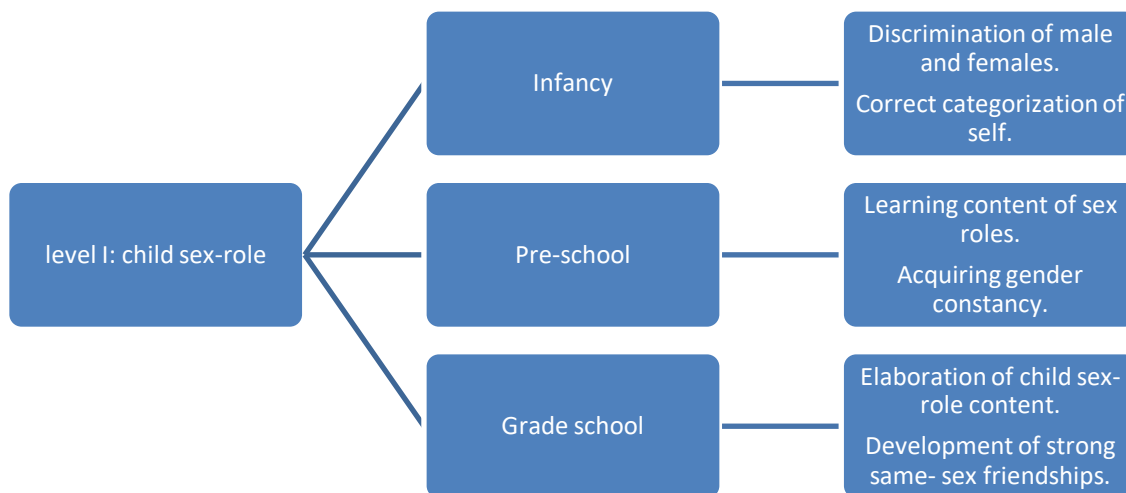 Discrimination of male
and females.
Infancy
Correct categorization of
self.
level I: child sex-role
Learning content of sex
roles.
Pre-school
Acquiring gender
constancy.
Elaboration of child sex-
role content.
Grade school
Development of strong
same- sex friendships.